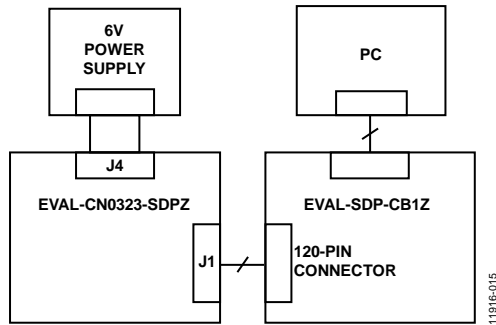 6V
POWER
SUPPLY
PC
J4
EVAL-CN0323-SDPZ
EVAL-SDP-CB1Z
J1
120-PIN
CONNECTOR
11916-015